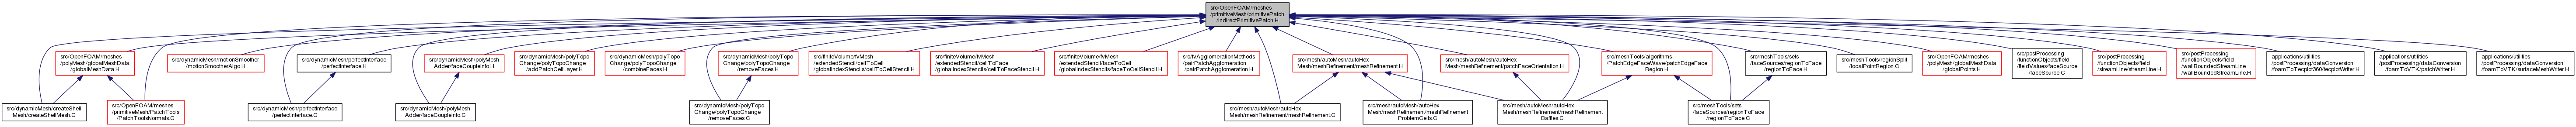 src/OpenFOAM/meshes
/primitiveMesh/primitivePatch
/indirectPrimitivePatch.H
src/OpenFOAM/meshes
/polyMesh/globalMeshData
/globalMeshData.H
src/dynamicMesh/motionSmoother
/motionSmootherAlgo.H
src/dynamicMesh/perfectInterface
/perfectInterface.H
src/dynamicMesh/polyMesh
Adder/faceCoupleInfo.H
src/dynamicMesh/polyTopo
Change/polyTopoChange
/addPatchCellLayer.H
src/dynamicMesh/polyTopo
Change/polyTopoChange
/combineFaces.H
src/dynamicMesh/polyTopo
Change/polyTopoChange
/removeFaces.H
src/finiteVolume/fvMesh
/extendedStencil/cellToCell
/globalIndexStencils/cellToCellStencil.H
src/finiteVolume/fvMesh
/extendedStencil/cellToFace
/globalIndexStencils/cellToFaceStencil.H
src/finiteVolume/fvMesh
/extendedStencil/faceToCell
/globalIndexStencils/faceToCellStencil.H
src/fvAgglomerationMethods
/pairPatchAgglomeration
/pairPatchAgglomeration.H
src/mesh/autoMesh/autoHex
Mesh/meshRefinement/meshRefinement.H
src/mesh/autoMesh/autoHex
Mesh/meshRefinement/patchFaceOrientation.H
src/meshTools/algorithms
/PatchEdgeFaceWave/patchEdgeFace
Region.H
src/meshTools/sets
/faceSources/regionToFace
/regionToFace.H
src/meshTools/regionSplit
/localPointRegion.C
src/OpenFOAM/meshes
/polyMesh/globalMeshData
/globalPoints.H
src/postProcessing
/functionObjects/field
/fieldValues/faceSource
/faceSource.C
src/postProcessing
/functionObjects/field
/streamLine/streamLine.H
src/postProcessing
/functionObjects/field
/wallBoundedStreamLine
/wallBoundedStreamLine.H
applications/utilities
/postProcessing/dataConversion
/foamToTecplot360/tecplotWriter.H
applications/utilities
/postProcessing/dataConversion
/foamToVTK/patchWriter.H
applications/utilities
/postProcessing/dataConversion
/foamToVTK/surfaceMeshWriter.H
src/dynamicMesh/createShell
Mesh/createShellMesh.C
src/OpenFOAM/meshes
/primitiveMesh/PatchTools
/PatchToolsNormals.C
src/dynamicMesh/perfectInterface
/perfectInterface.C
src/dynamicMesh/polyMesh
Adder/faceCoupleInfo.C
src/dynamicMesh/polyTopo
Change/polyTopoChange
/removeFaces.C
src/mesh/autoMesh/autoHex
Mesh/meshRefinement/meshRefinement.C
src/mesh/autoMesh/autoHex
Mesh/meshRefinement/meshRefinement
ProblemCells.C
src/mesh/autoMesh/autoHex
Mesh/meshRefinement/meshRefinement
Baffles.C
src/meshTools/sets
/faceSources/regionToFace
/regionToFace.C